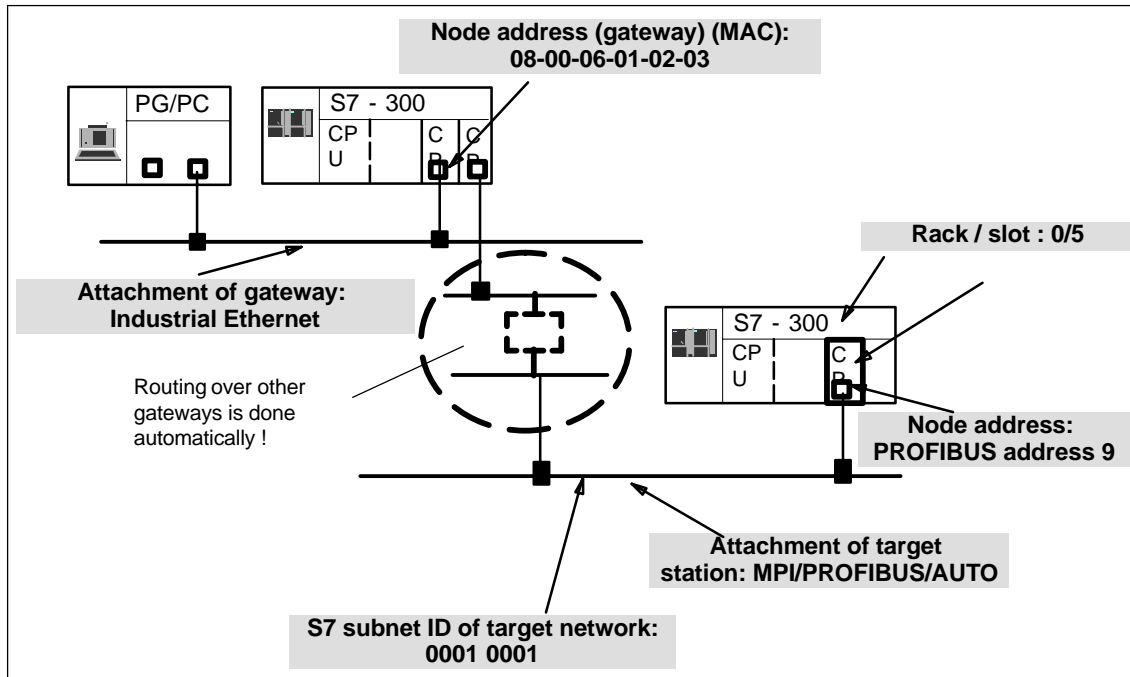 Node address (gateway) (MAC):
08-00-06-01-02-03
PG/PC
S7 - 300
CP
U
C
P
C
P
Rack / slot : 0/5
Attachment of gateway:
Industrial Ethernet
S7 - 300
CP
U
C
P
Routing over other
gateways is done
automatically !
Node address:
PROFIBUS address 9
Attachment of target
station: MPI/PROFIBUS/AUTO
S7 subnet ID of target network:
0001 0001